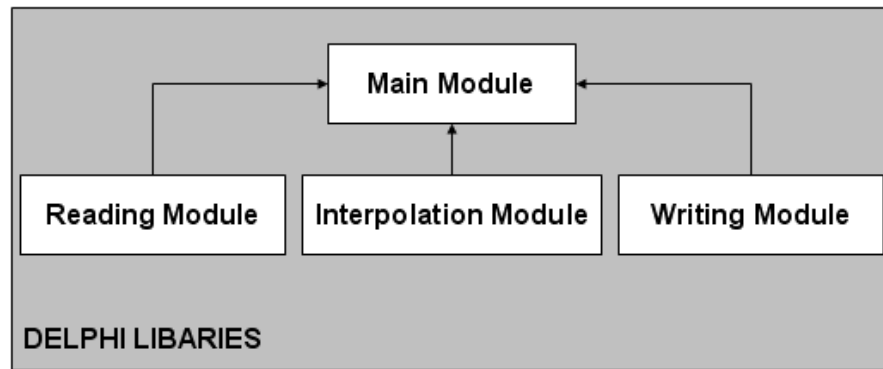 Main Module
Reading Module
Interpolation Module
Writing Module
DELPHI LIBARIES